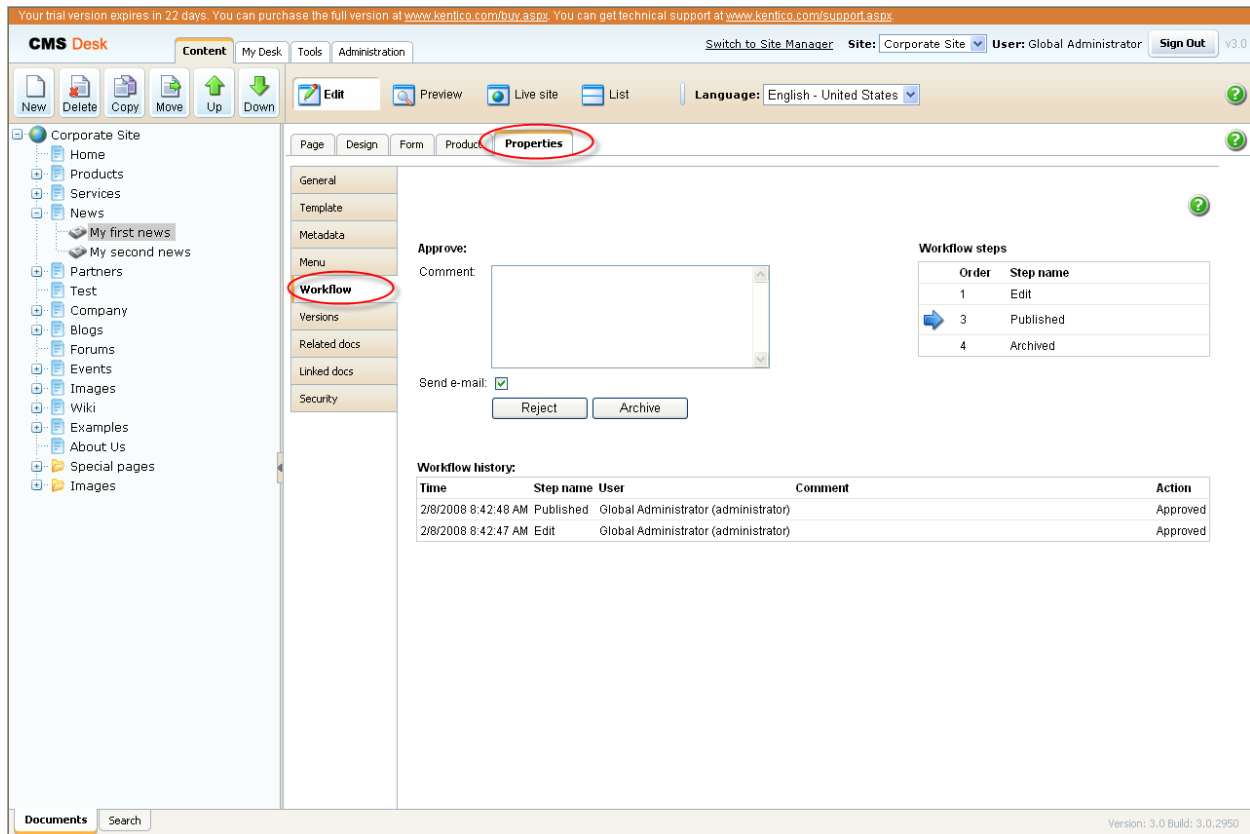 Your trial version expires in 22 days. You can purchase the full version at www.kentico.com/buy.aspx. You can get technical support at www.kentico.com/support.aspx.
CMS Desk
Content My Desk Tools Administration
Switch to Site Manager Site: Corporate Site User: Global Administrator Sign Out v3.0
New Delete Copy Move Up Down
Edit Preview Live site List Language: English - United States
Corporate Site
Home
Products
Services
News
My first news
My second news
Partners
Test
Company
Blogs
Forums
Events
Images
Wiki
Examples
About Us
Special pages
Images
Page Design Form Product Properties
General
Template
Metadata
Menu
Workflow
Versions
Related docs
Linked docs
Security
Approve:
Comment:
Send e-mail:
Reject Archive
Workflow steps
Order Step name
1 Edit
3 Published
4 Archived
Workflow history:
Time Step name User Comment Action
2/8/2008 8:42:48 AM Published Global Administrator (administrator) Approved
2/8/2008 8:42:47 AM Edit Global Administrator (administrator) Approved
Documents Search
Version: 3.0 Build: 3.0.2950